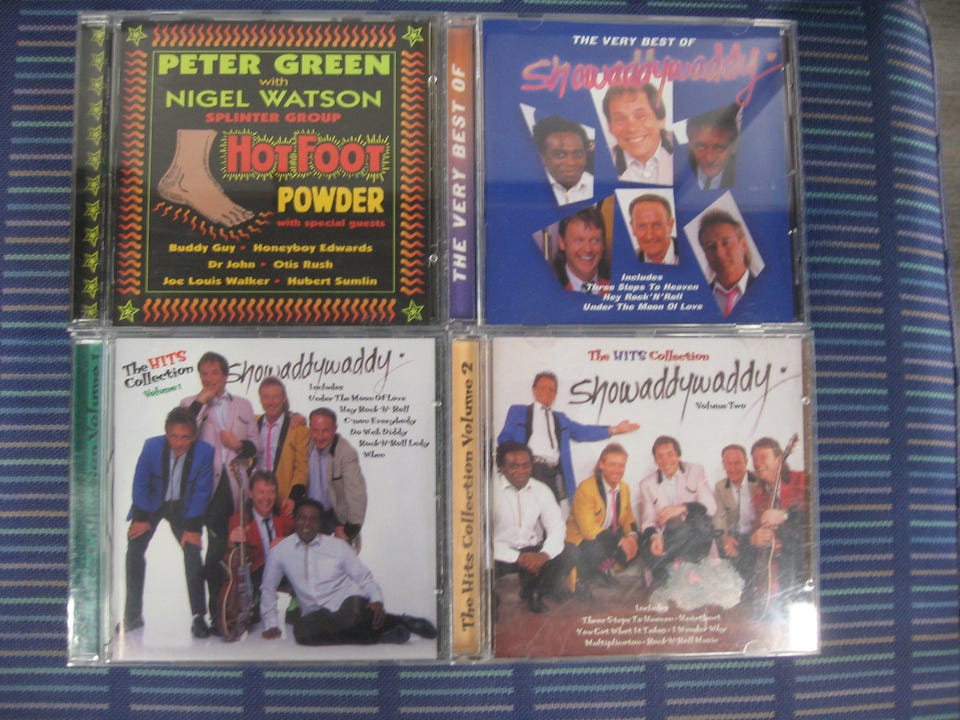 PETER GREEN
with
NIGEL WATSON
SPLINTER GROUP
HOT FOOT
POWDER
with special guests
Buddy Guy • Honeyboy Edwards
Dr John • Otis Rush
Joe Louis Walker • Hubert Sumlin
THE VERY BEST OF
THE VERY BEST OF
Showaddywaddy
Includes
Three Steps To Heaven
Hey Rock'N'Roll
Under The Moon Of Love
The HITS
Collection
Volume 1
Showaddywaddy
Includes
Under The Moon Of Love
Hey Rock 'N' Roll
C'mon Everybody
Do Wah Diddy
Rock'N'Roll Lady
Whee
The Hits Collection Volume 2
The HITS Collection
Showaddywaddy
Volume Two
Includes
Three Steps To Heaven • Heartbeat
You Got What It Takes • I Wonder Why
Multiplication • Rock'N'Roll Music